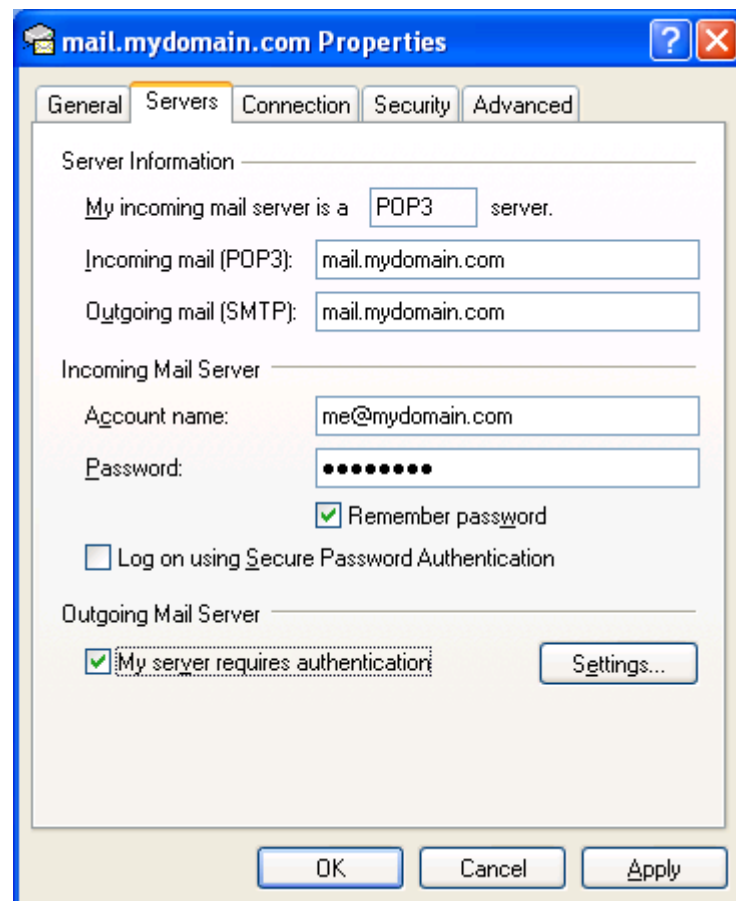 mail.mydomain.com Properties
General Servers Connection Security Advanced
Server Information
My incoming mail server is a POP3 server.
Incoming mail (POP3): mail.mydomain.com
Outgoing mail (SMTP): mail.mydomain.com
Incoming Mail Server
Account name: me@mydomain.com
Password: ●●●●●●●●
Remember password
Log on using Secure Password Authentication
Outgoing Mail Server
My server requires authentication Settings...
OK Cancel Apply